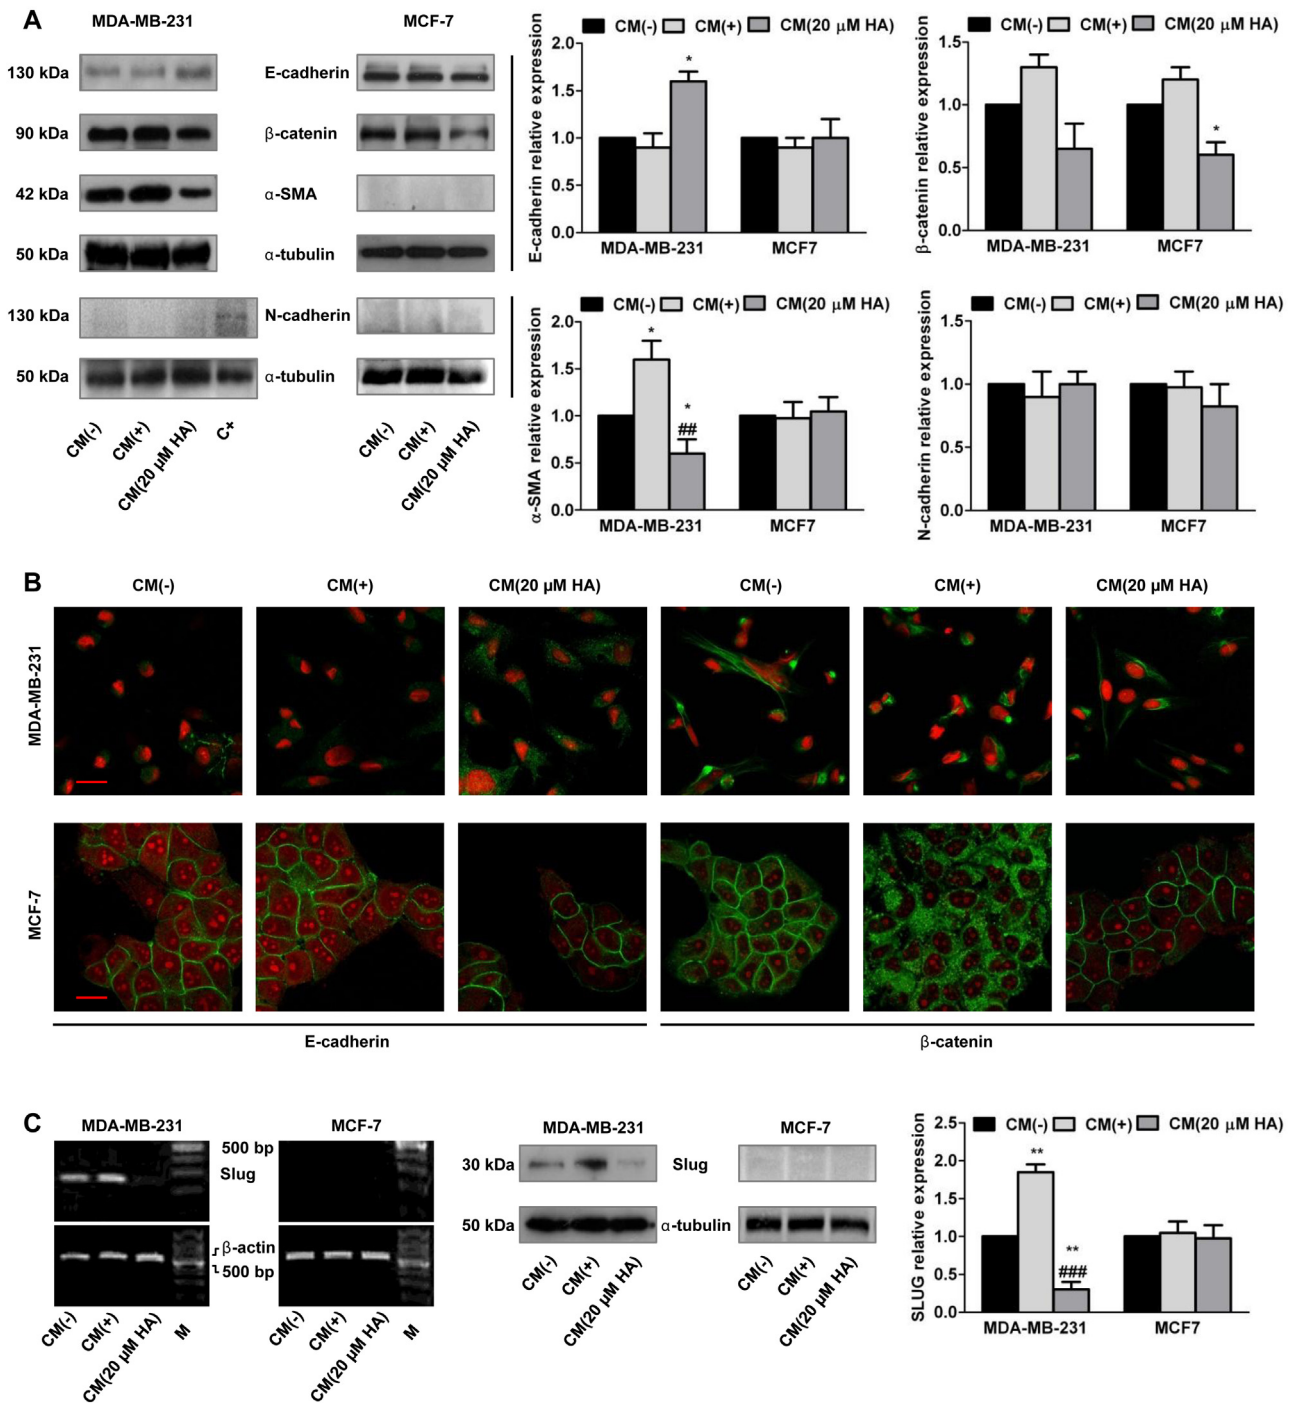 A
MDA-MB-231
MCF-7
130 kDa
E-cadherin
90 kDa
β-catenin
42 kDa
α-SMA
50 kDa
α-tubulin
130 kDa
N-cadherin
50 kDa
α-tubulin
CM(-)
CM(+)
CM(20 µM HA)
C+
CM(-)
CM(+)
CM(20 µM HA)
CM(-) CM(+) CM(20 µM HA)
E-cadherin relative expression
2.0
1.5
1.0
0.5
0.0
*
MDA-MB-231 MCF7
CM(-) CM(+) CM(20 µM HA)
β-catenin relative expression
1.5
1.0
0.5
0.0
*
MDA-MB-231 MCF7
CM(-) CM(+) CM(20 µM HA)
α-SMA relative expression
2.0
1.5
1.0
0.5
0.0
*
*
##
MDA-MB-231 MCF7
CM(-) CM(+) CM(20 µM HA)
N-cadherin relative expression
1.5
1.0
0.5
0.0
MDA-MB-231 MCF7
B
CM(-) CM(+) CM(20 µM HA) CM(-) CM(+) CM(20 µM HA)
MDA-MB-231
MCF-7
E-cadherin
β-catenin
C
MDA-MB-231
MCF-7
500 bp
Slug
β-actin
500 bp
CM(-)
CM(+)
CM(20 µM HA)
M
CM(-)
CM(+)
CM(20 µM HA)
M
MDA-MB-231
MCF-7
30 kDa
Slug
50 kDa
α-tubulin
CM(-)
CM(+)
CM(20 µM HA)
CM(-)
CM(+)
CM(20 µM HA)
CM(-) CM(+) CM(20 µM HA)
SLUG relative expression
2.5
2.0
1.5
1.0
0.5
0.0
**
**
###
MDA-MB-231 MCF7